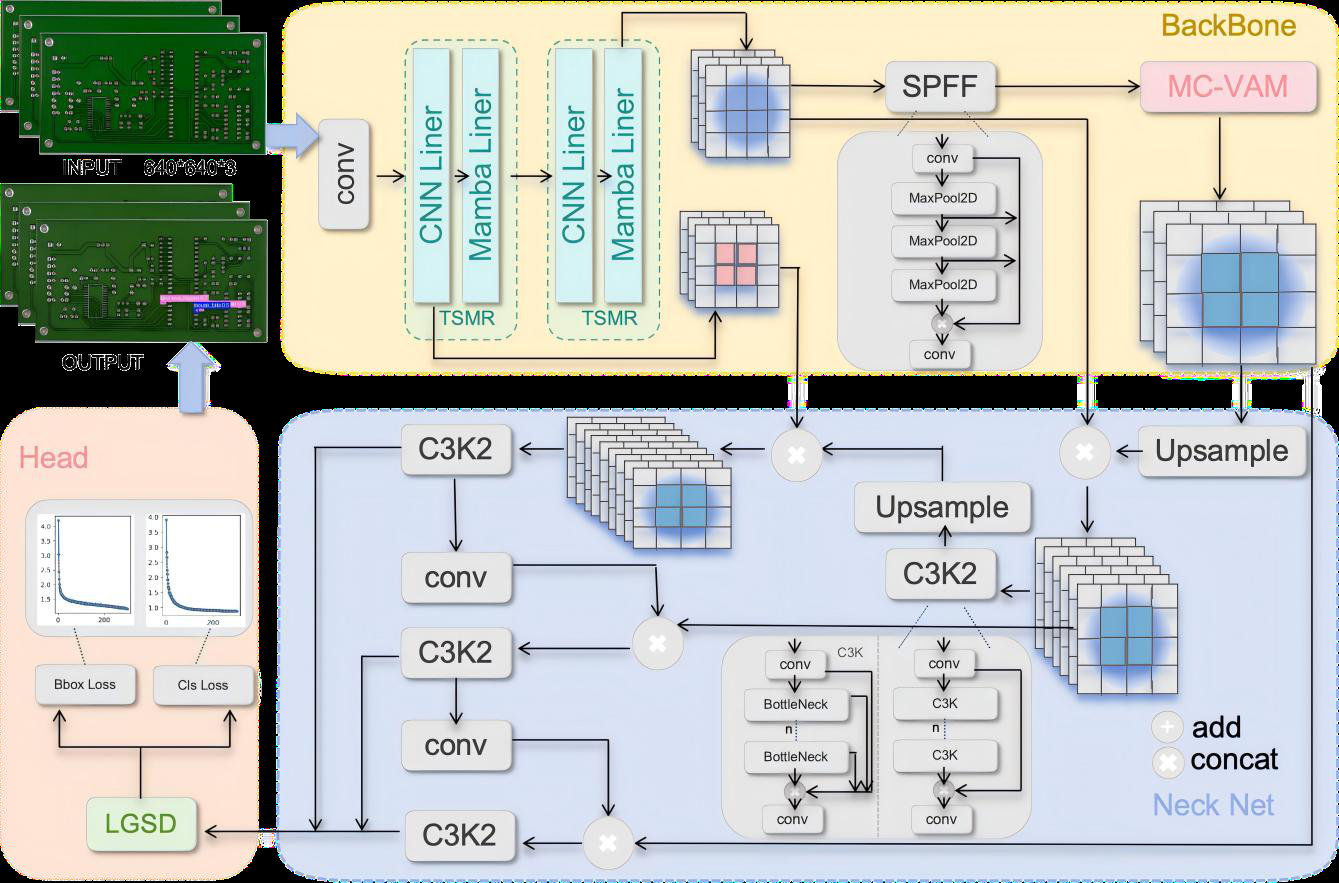 BackBone
INPUT 640*640*3
OUTPUT
conv
CNN Liner
Mamba Liner
TSMR
CNN Liner
Mamba Liner
TSMR
SPFF
conv
MaxPool2D
MaxPool2D
MaxPool2D
conv
MC-VAM
Upsample
Upsample
C3K2
C3K2
conv
C3K2
conv
C3K2
C3K
conv
BottleNeck
n
BottleNeck
conv
conv
C3K
n
C3K
conv
add
concat
Neck Net
Head
4.0
3.5
3.0
2.5
2.0
1.5
0 200
4.0
3.5
3.0
2.5
2.0
1.5
1.0
0 200
Bbox Loss
Cls Loss
LGSD